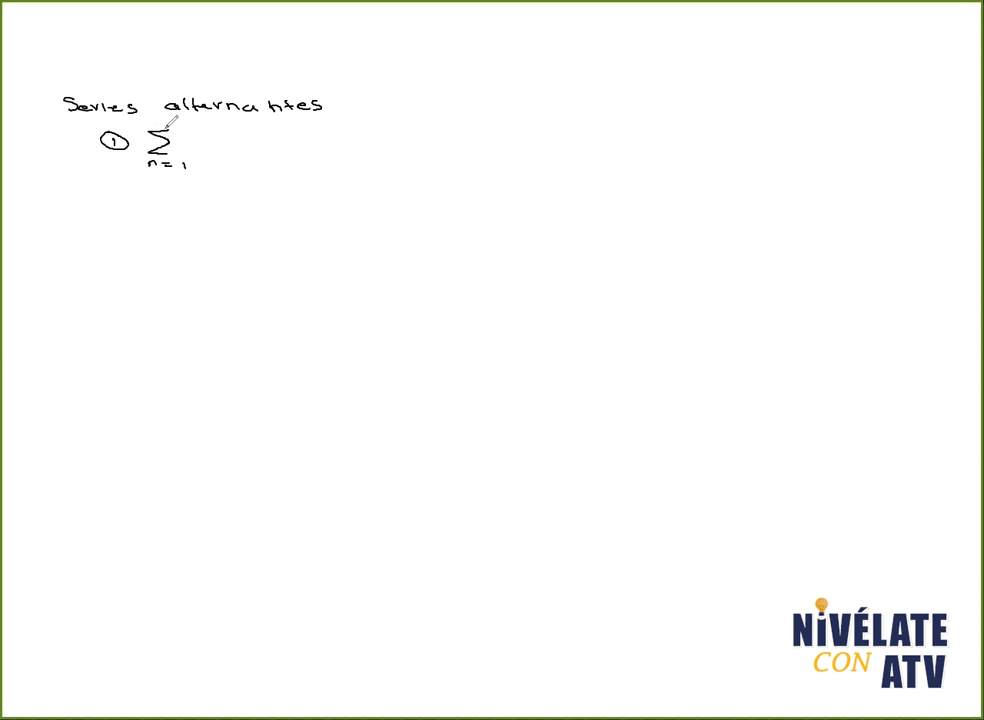 Series alternantes
① ∑
n = 1
NIVÉLATE
CON
ATV